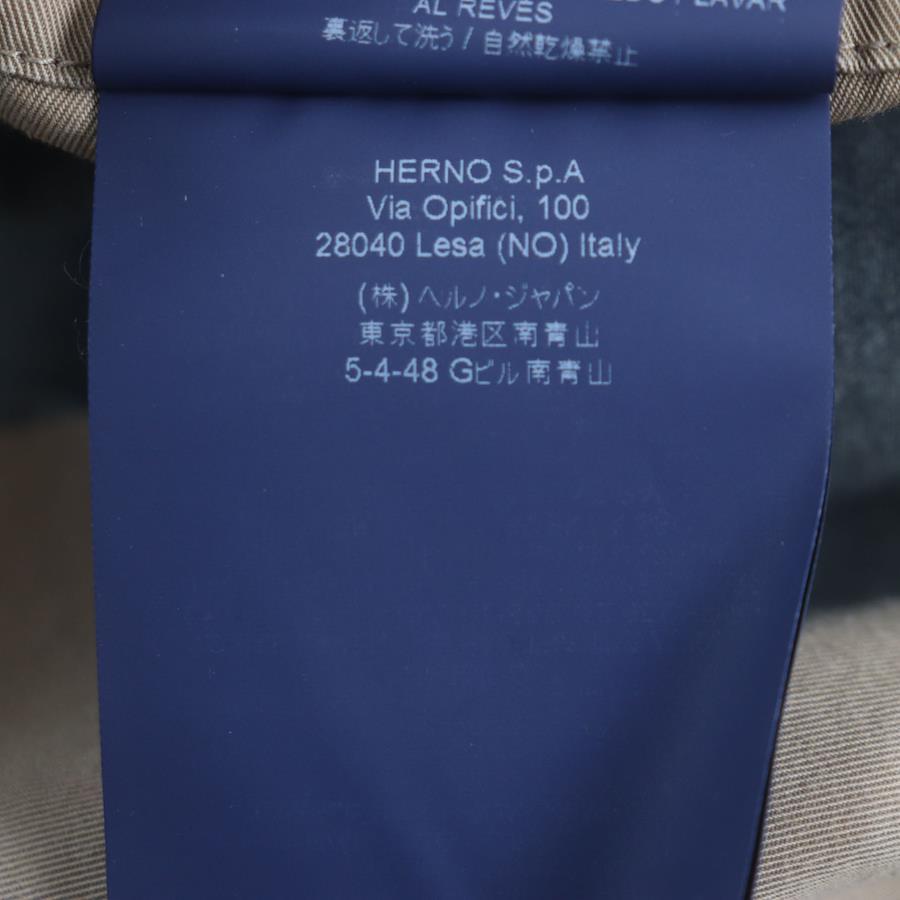 LAVAR
AL REVES
裏返して洗う! 自然乾燥禁止
HERNO S.p.A
Via Opifici, 100
28040 Lesa (NO) Italy
(株) ヘルノ・ジャパン
東京都港区南青山
5-4-48 Gビル南青山